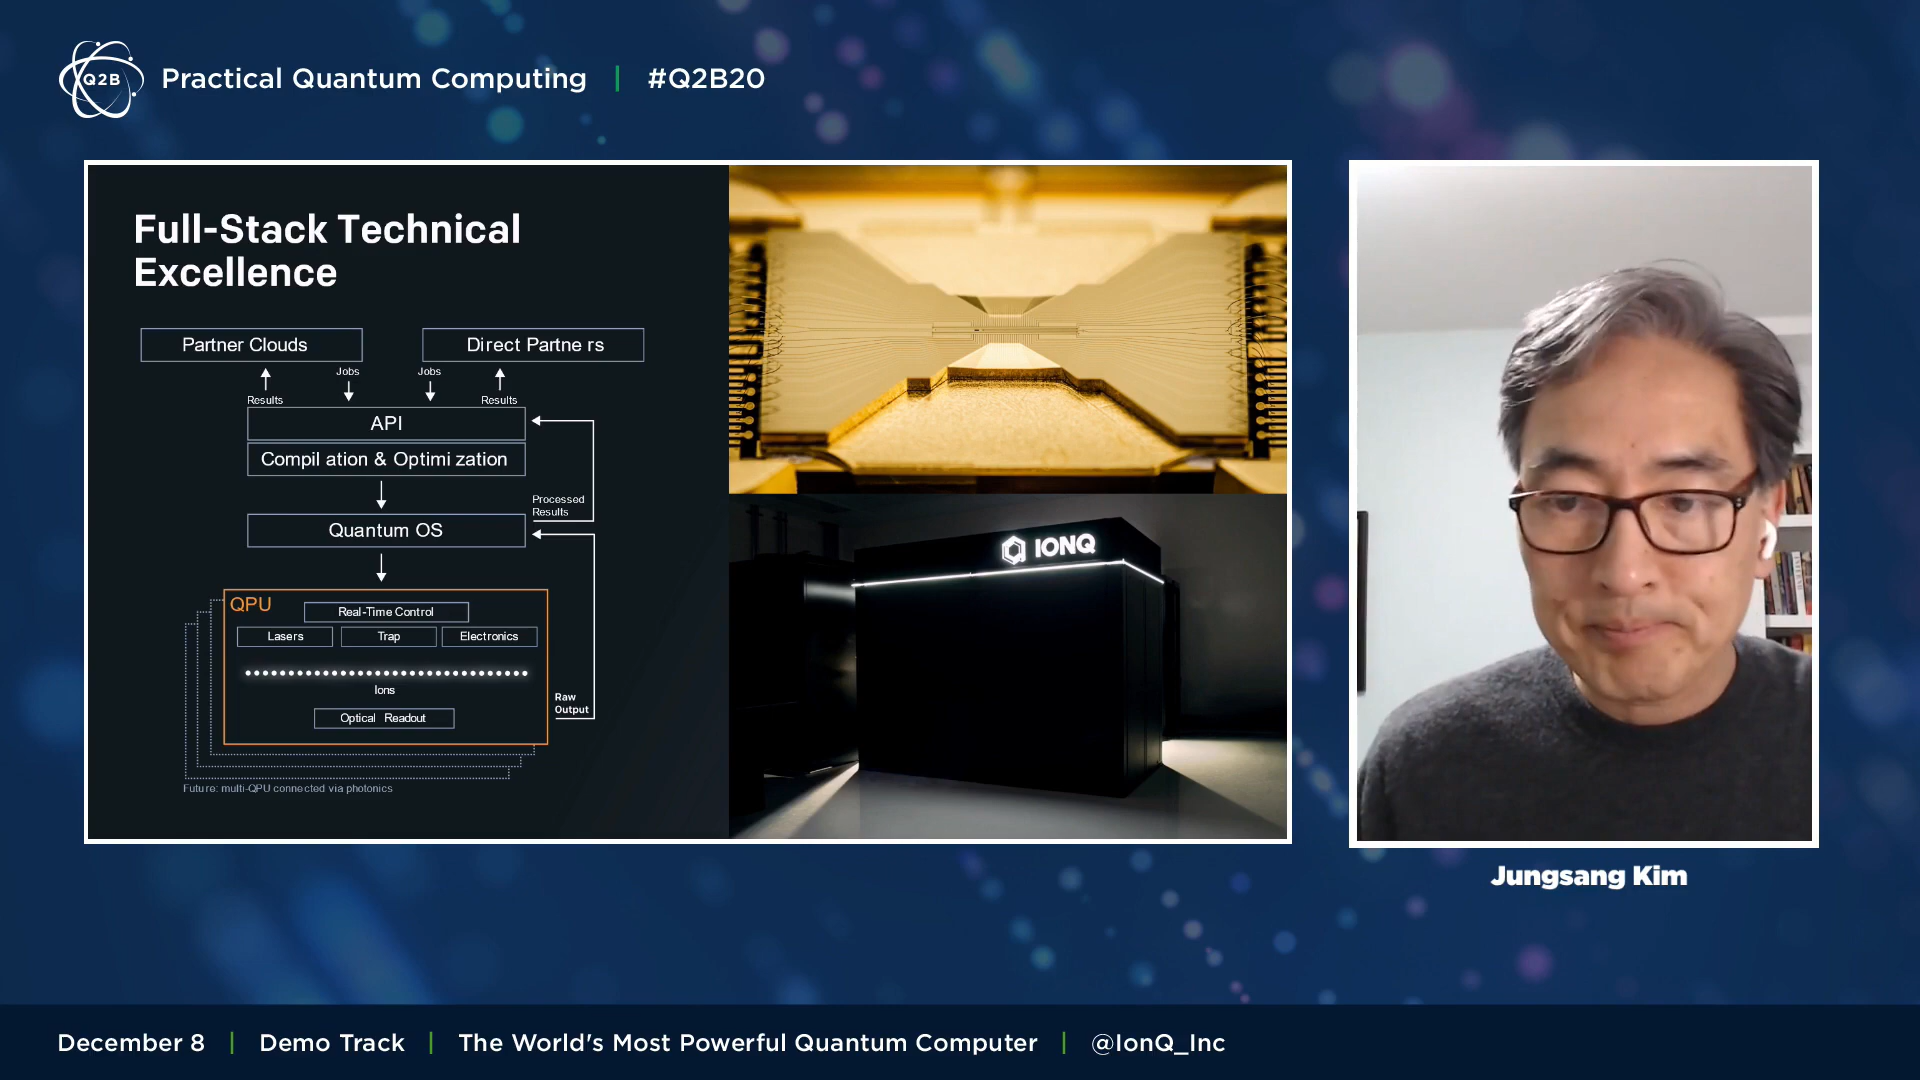 Q2B
Practical Quantum Computing | #Q2B20
Full-Stack Technical
Excellence
Partner Clouds
Direct Partne rs
Jobs
Jobs
Results
Results
API
Compil ation & Optimi zation
Processed
Results
Quantum OS
QPU
Real-Time Control
Lasers
Trap
Electronics
Ions
Raw
Output
Optical Readout
Future: multi-QPU connected via photonics
IONQ
Jungsang Kim
December 8 | Demo Track | The World's Most Powerful Quantum Computer | @IonQ_Inc